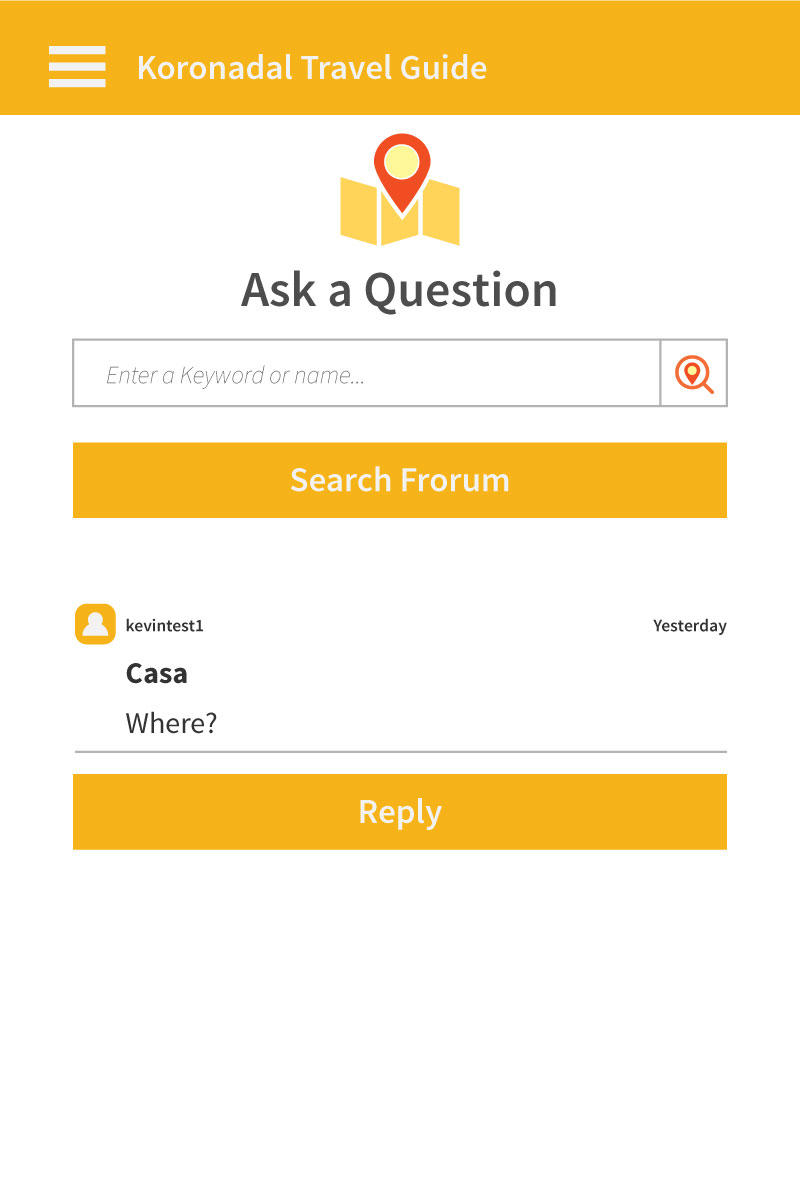 Koronadal Travel Guide
Ask a Question
Enter a Keyword or name...
Search Frorum
kevintest1 Yesterday
Casa
Where?
Reply